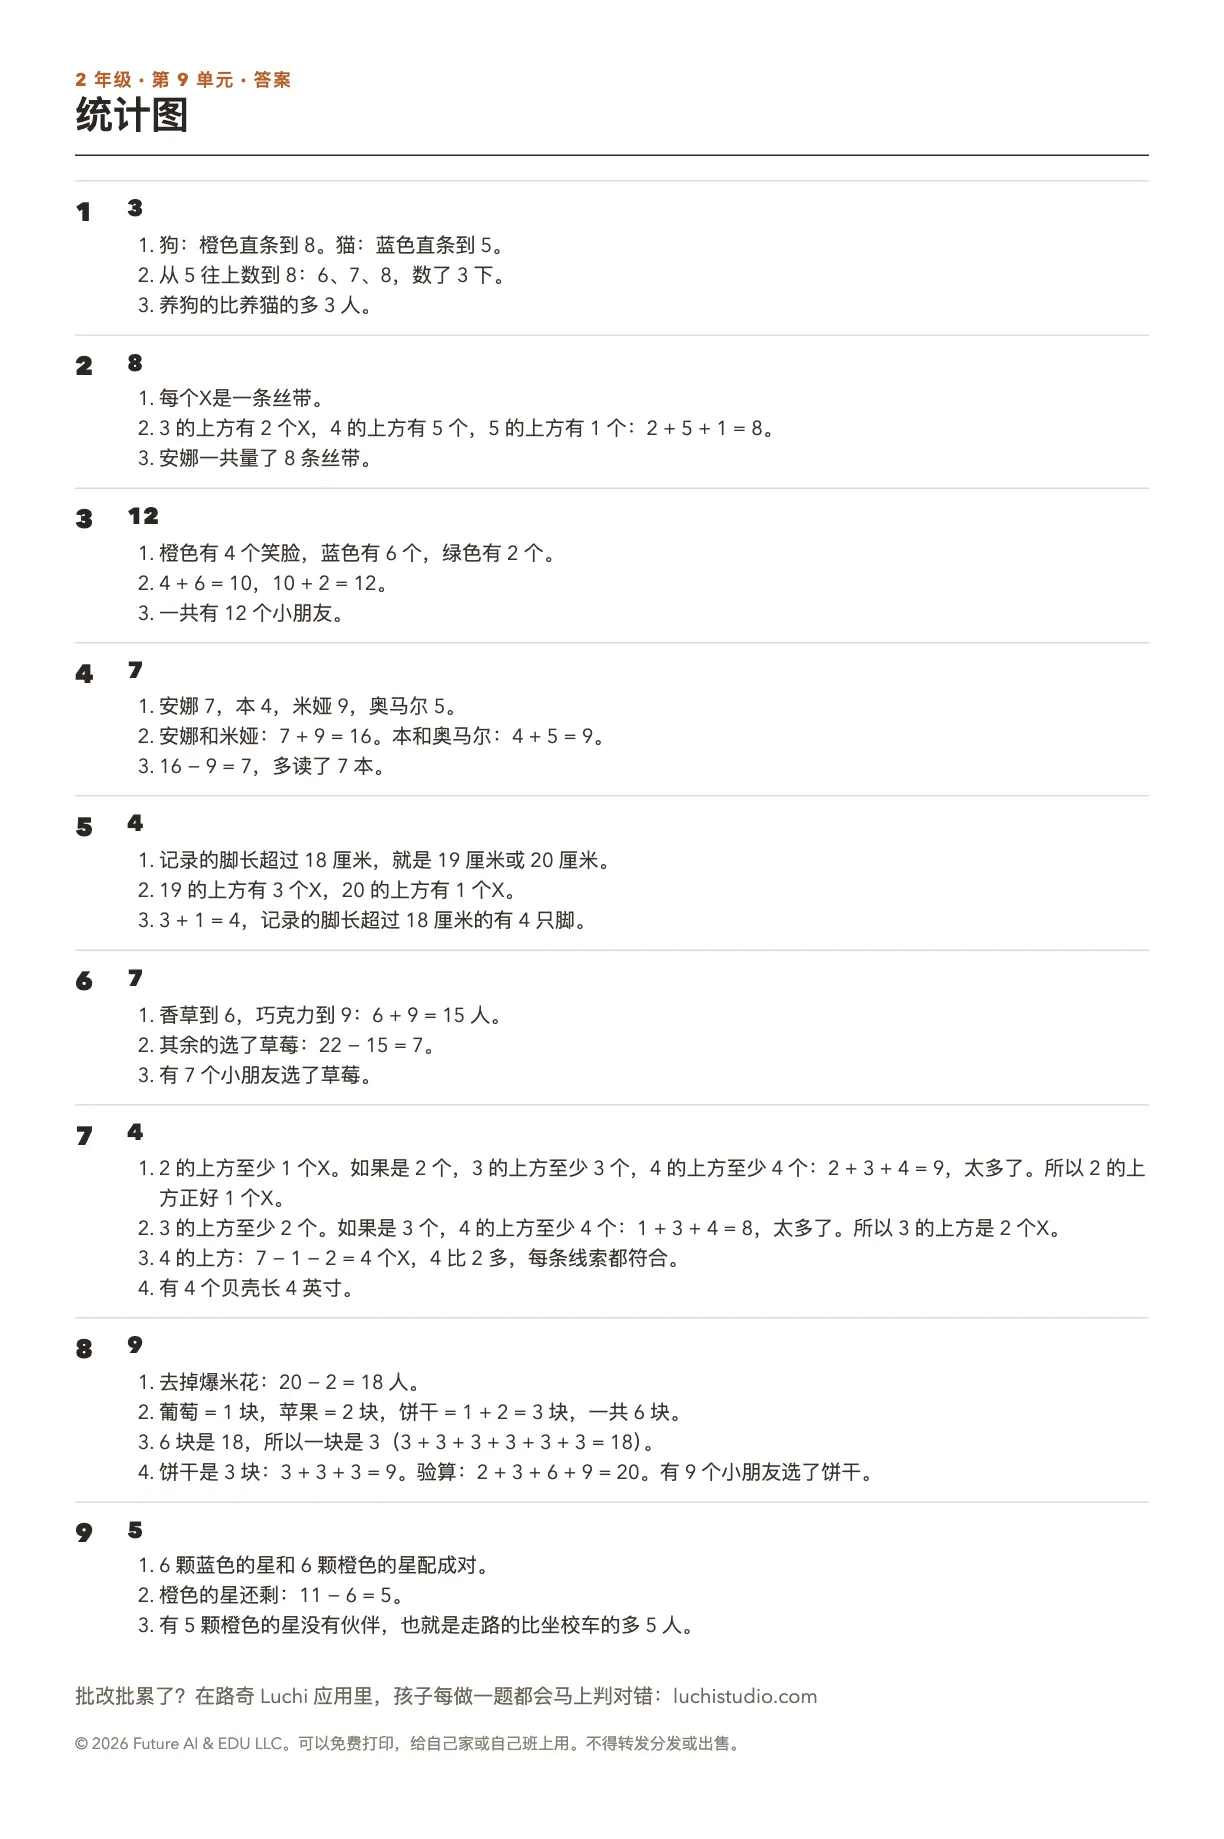 2 年级 · 第 9 单元 · 答案
统计图
1 3
1. 狗：橙色直条到 8。猫：蓝色直条到 5。
2. 从 5 往上数到 8：6、7、8，数了 3 下。
3. 养狗的比养猫的多 3 人。
2 8
1. 每个X是一条丝带。
2. 3 的上方有 2 个X，4 的上方有 5 个，5 的上方有 1 个：2 + 5 + 1 = 8。
3. 安娜一共量了 8 条丝带。
3 12
1. 橙色有 4 个笑脸，蓝色有 6 个，绿色有 2 个。
2. 4 + 6 = 10，10 + 2 = 12。
3. 一共有 12 个小朋友。
4 7
1. 安娜 7，本 4，米娅 9，奥马尔 5。
2. 安娜和米娅：7 + 9 = 16。本和奥马尔：4 + 5 = 9。
3. 16 − 9 = 7，多读了 7 本。
5 4
1. 记录的脚长超过 18 厘米，就是 19 厘米或 20 厘米。
2. 19 的上方有 3 个X，20 的上方有 1 个X。
3. 3 + 1 = 4，记录的脚长超过 18 厘米的有 4 只脚。
6 7
1. 香草到 6，巧克力到 9：6 + 9 = 15 人。
2. 其余的选了草莓：22 − 15 = 7。
3. 有 7 个小朋友选了草莓。
7 4
1. 2 的上方至少 1 个X。如果是 2 个，3 的上方至少 3 个，4 的上方至少 4 个：2 + 3 + 4 = 9，太多了。所以 2 的上
方正好 1 个X。
2. 3 的上方至少 2 个。如果是 3 个，4 的上方至少 4 个：1 + 3 + 4 = 8，太多了。所以 3 的上方是 2 个X。
3. 4 的上方：7 − 1 − 2 = 4 个X，4 比 2 多，每条线索都符合。
4. 有 4 个贝壳长 4 英寸。
8 9
1. 去掉爆米花：20 − 2 = 18 人。
2. 葡萄 = 1 块，苹果 = 2 块，饼干 = 1 + 2 = 3 块，一共 6 块。
3. 6 块是 18，所以一块是 3（3 + 3 + 3 + 3 + 3 + 3 = 18）。
4. 饼干是 3 块：3 + 3 + 3 = 9。验算：2 + 3 + 6 + 9 = 20。有 9 个小朋友选了饼干。
9 5
1. 6 颗蓝色的星和 6 颗橙色的星配成对。
2. 橙色的星还剩：11 − 6 = 5。
3. 有 5 颗橙色的星没有伙伴，也就是走路的比坐校车的多 5 人。
批改批累了？在路奇 Luchi 应用里，孩子每做一题都会马上判对错：luchistudio.com
© 2026 Future AI & EDU LLC。可以免费打印，给自己家或自己班上用。不得转发分发或出售。